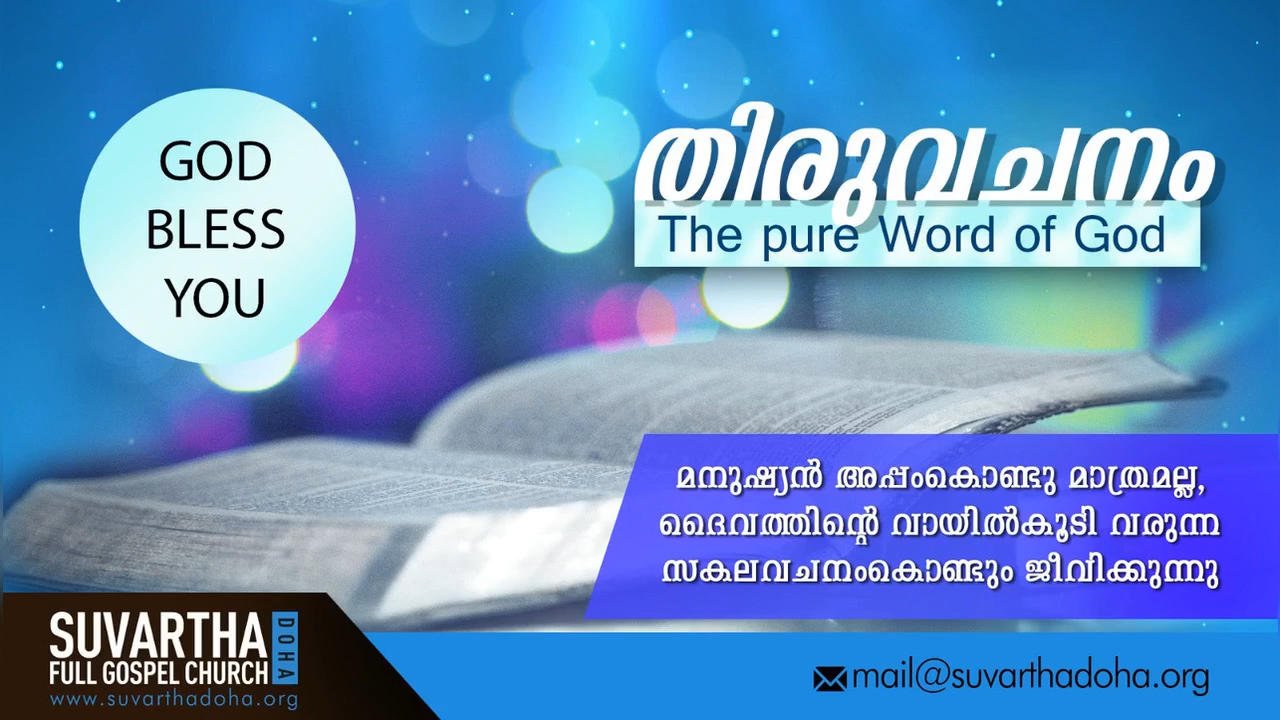 GOD
BLESS
YOU
തിരുവചനം
The pure Word of God
മനുഷ്യൻ അപ്പംകൊണ്ടു മാത്രമല്ല,
ദൈവത്തിന്റെ വായിൽകൂടി വരുന്ന
സകലവചനംകൊണ്ടും ജീവിക്കുന്നു
SUVARTHA DOHA
FULL GOSPEL CHURCH
www.suvarthadoha.org
mail@suvarthadoha.org